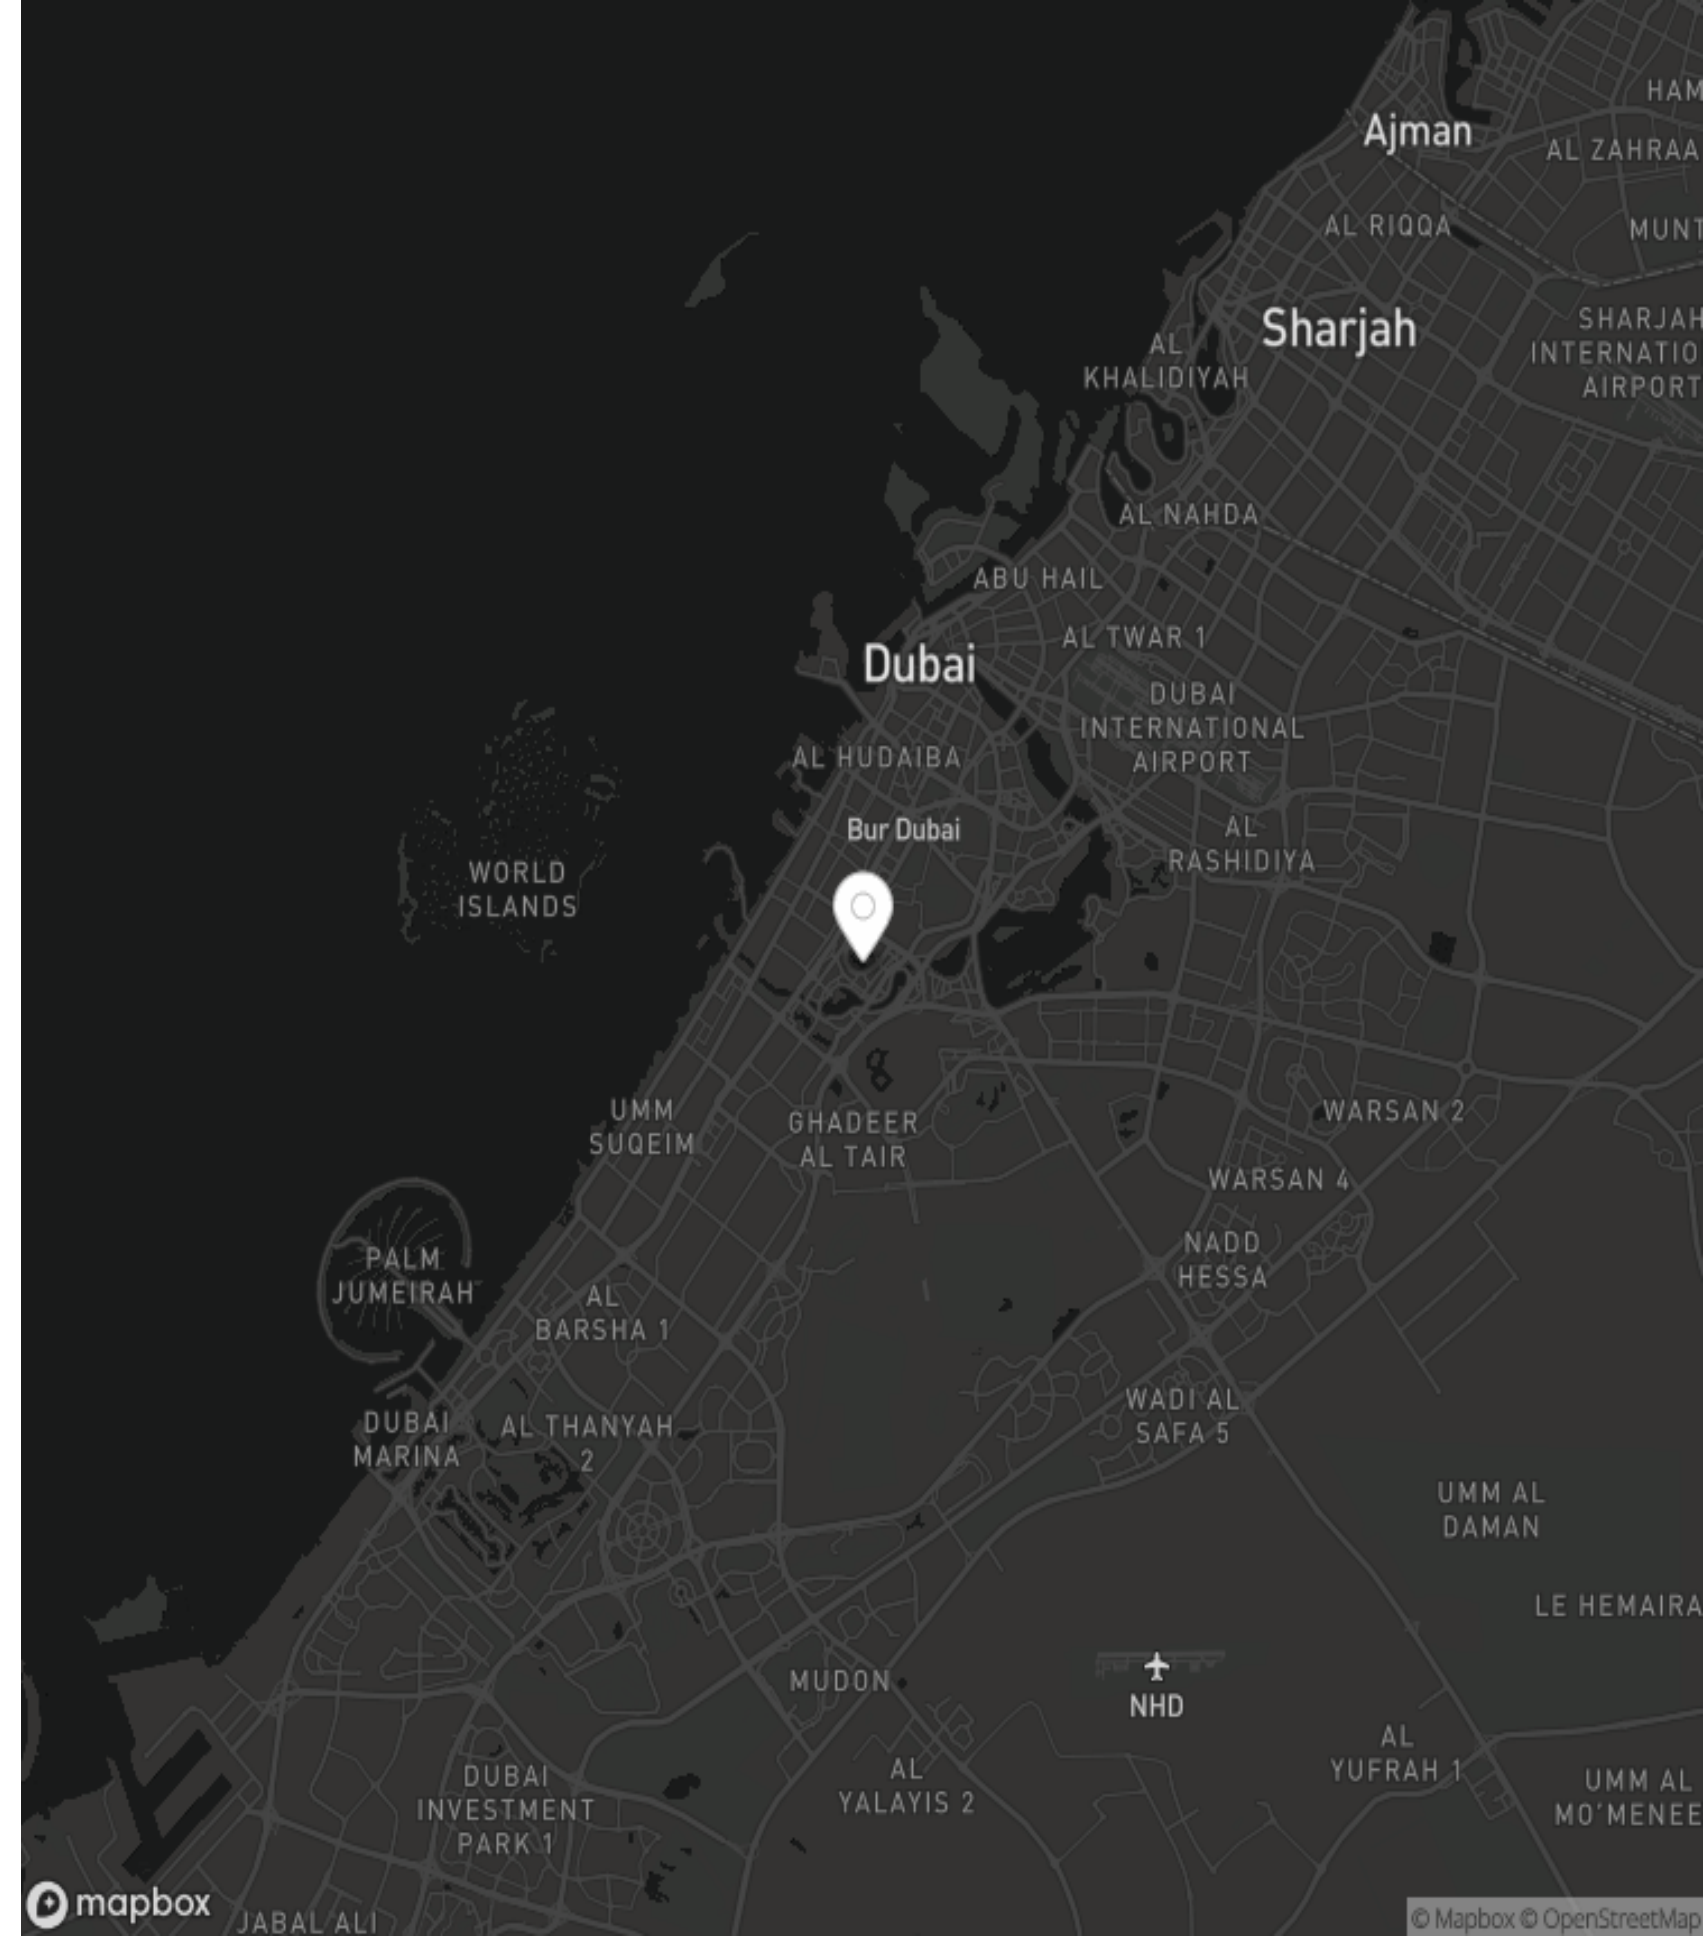 HAM
Ajman
AL ZAHRAA
AL RIQQA
MUNT
SHARJAH
INTERNATIO
AIRPORT
Sharjah
AL
KHALIDIYAH
AL NAHDA
ABU HAIL
AL TWAR 1
Dubai
DUBAI
INTERNATIONAL
AIRPORT
AL HUDAIBA
Bur Dubai
AL
RASHIDIYA
WORLD
ISLANDS
UMM
SUQEIM
GHADEER
AL TAIR
WARSAN 2
WARSAN 4
NADD
HESSA
PALM
JUMEIRAH
AL
BARSHA 1
WADI AL
SAFA 5
DUBAI
MARINA
AL THANYAH
2
UMM AL
DAMAN
LE HEMAIRA
MUDON
NHD
AL
YUFRAH 1
AL
YALAYIS 2
UMM AL
MO'MENEE
DUBAI
INVESTMENT
PARK 1
mapbox
JABAL ALI
© Mapbox © OpenStreetMap